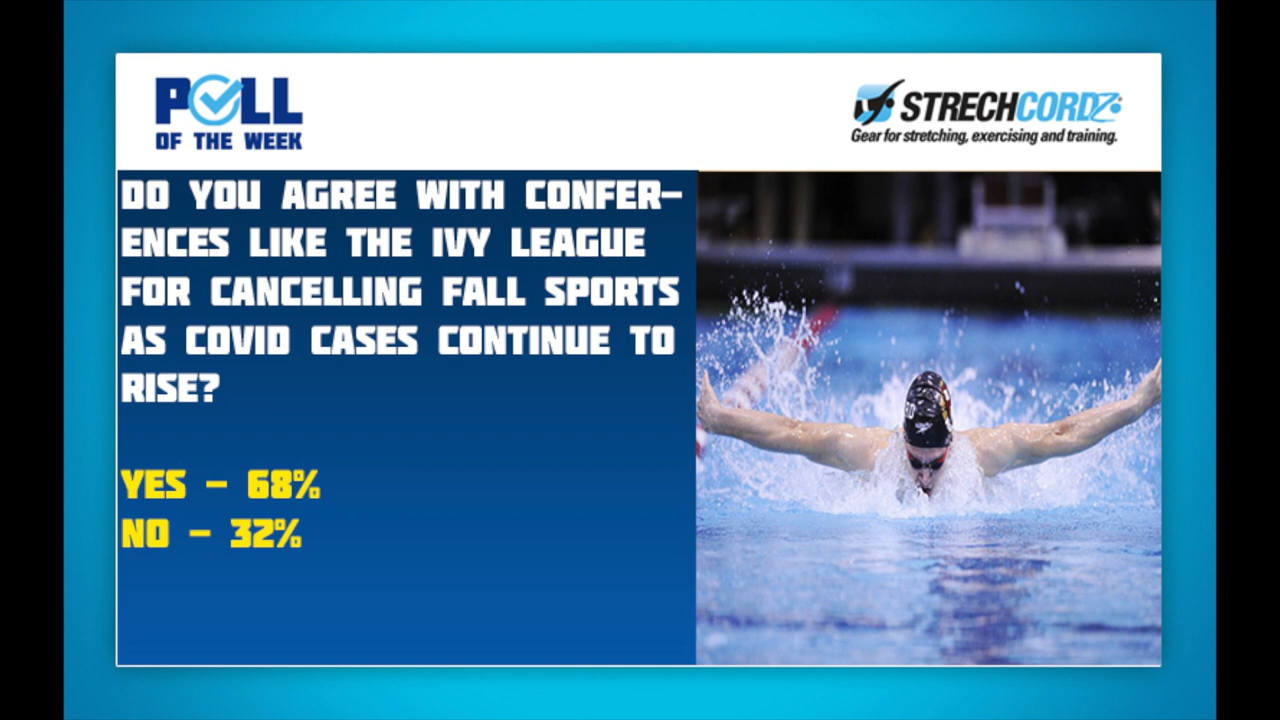 POLL
OF THE WEEK
STRECHCORDZ
Gear for stretching, exercising and training.
DO YOU AGREE WITH CONFER-
ENCES LIKE THE IVY LEAGUE
FOR CANCELLING FALL SPORTS
AS COVID CASES CONTINUE TO
RISE?
YES - 68%
NO - 32%